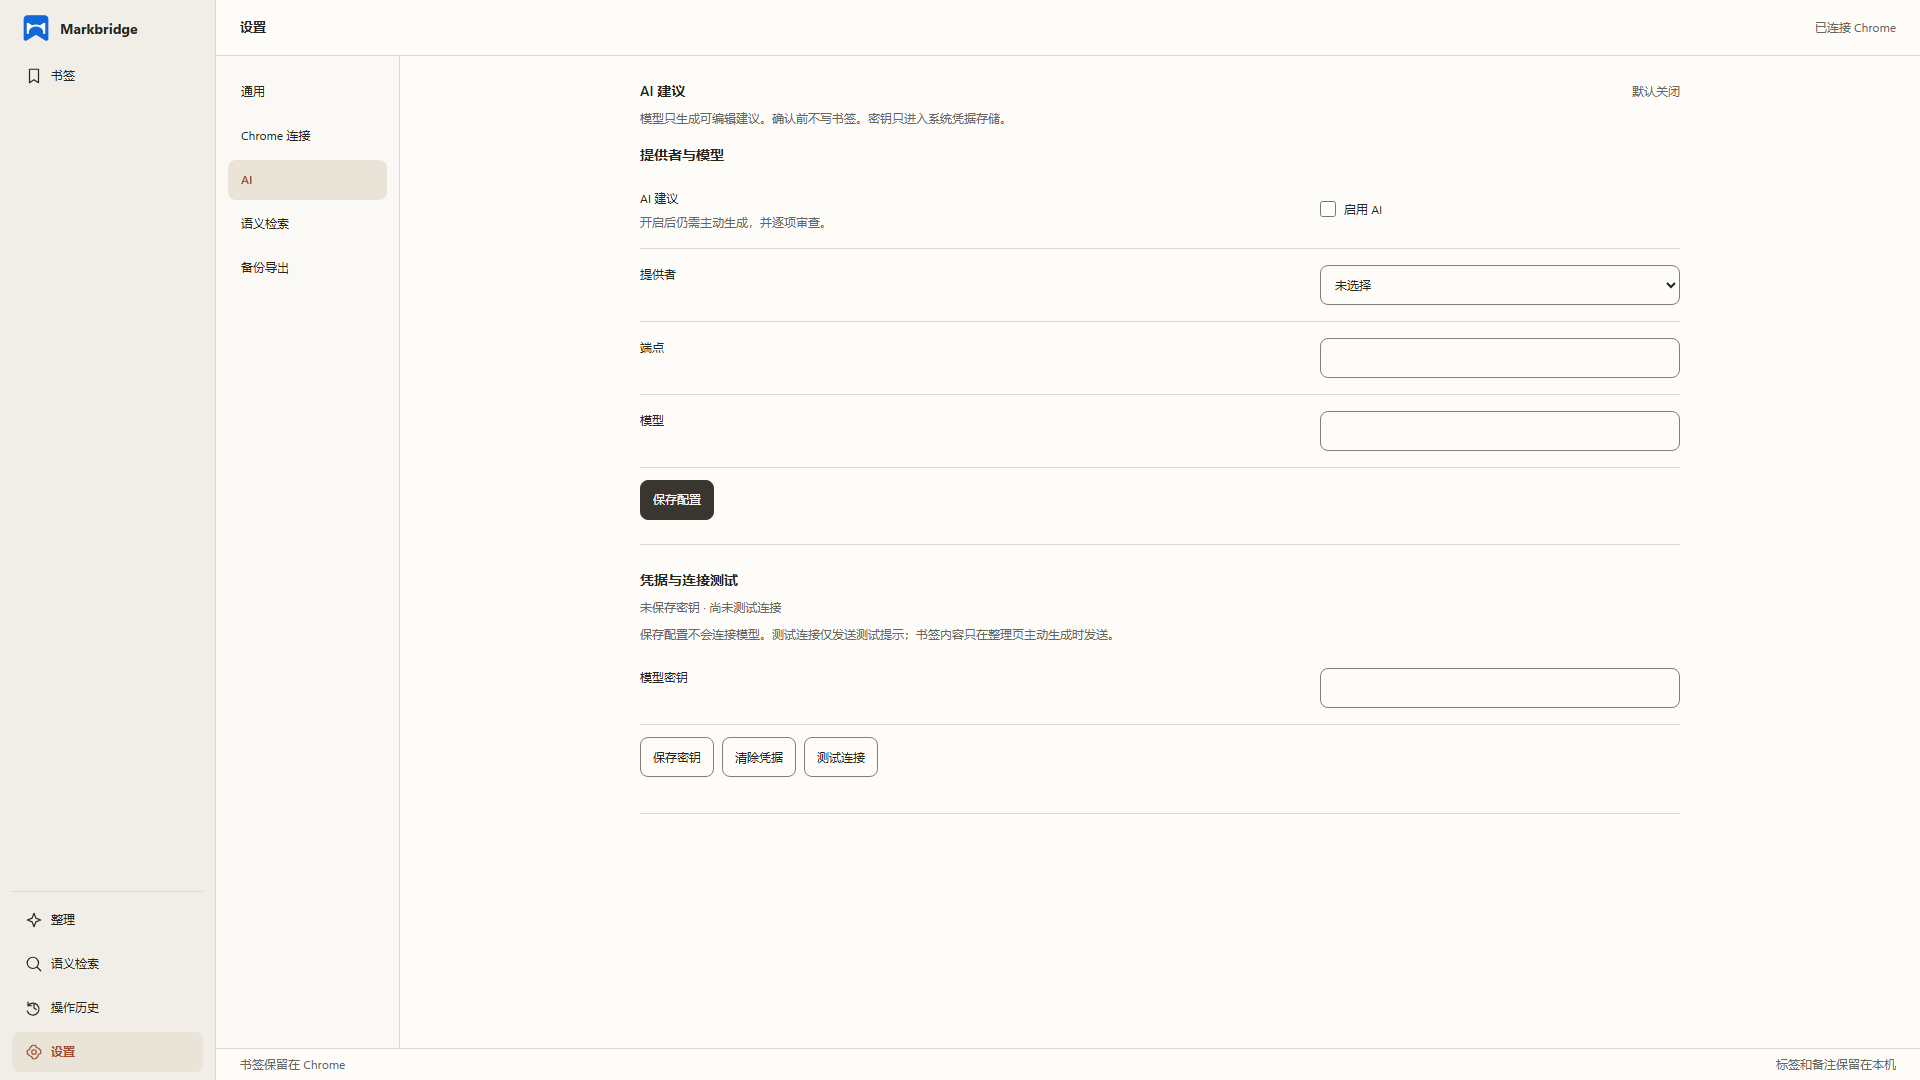 Markbridge
书签
整理
语义检索
操作历史
设置
设置
已连接 Chrome
通用
Chrome 连接
AI
语义检索
备份导出
AI 建议
默认关闭
模型只生成可编辑建议。确认前不写书签。密钥只进入系统凭据存储。
提供者与模型
AI 建议
开启后仍需主动生成，并逐项审查。
启用 AI
提供者
未选择
端点
模型
保存配置
凭据与连接测试
未保存密钥 · 尚未测试连接
保存配置不会连接模型。测试连接仅发送测试提示；书签内容只在整理页主动生成时发送。
模型密钥
保存密钥
清除凭据
测试连接
书签保留在 Chrome
标签和备注保留在本机